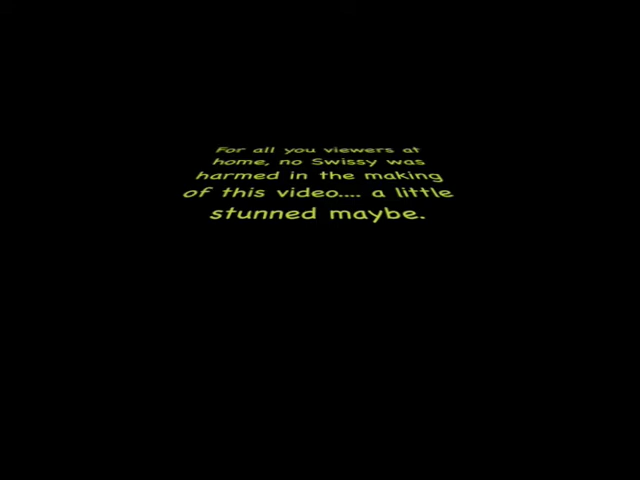 For all you viewers at
home, no Swissy was
harmed in the making
of this video.... a little
stunned maybe.